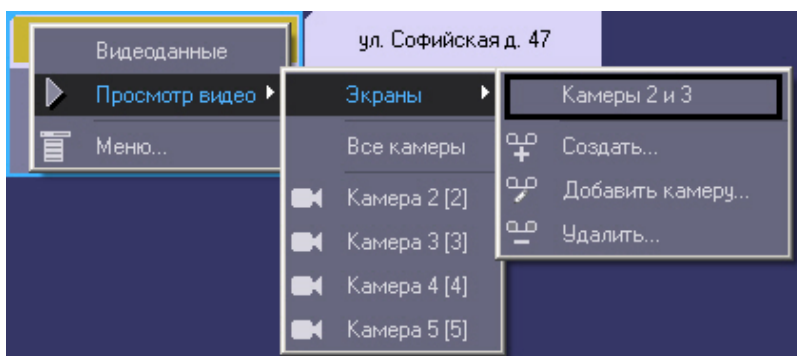 ул. Софийская д. 47
Видеоданные
Просмотр видео
Меню...
Экраны
Все камеры
Камера 2 [2]
Камера 3 [3]
Камера 4 [4]
Камера 5 [5]
Камеры 2 и 3
Создать...
Добавить камеру...
Удалить...